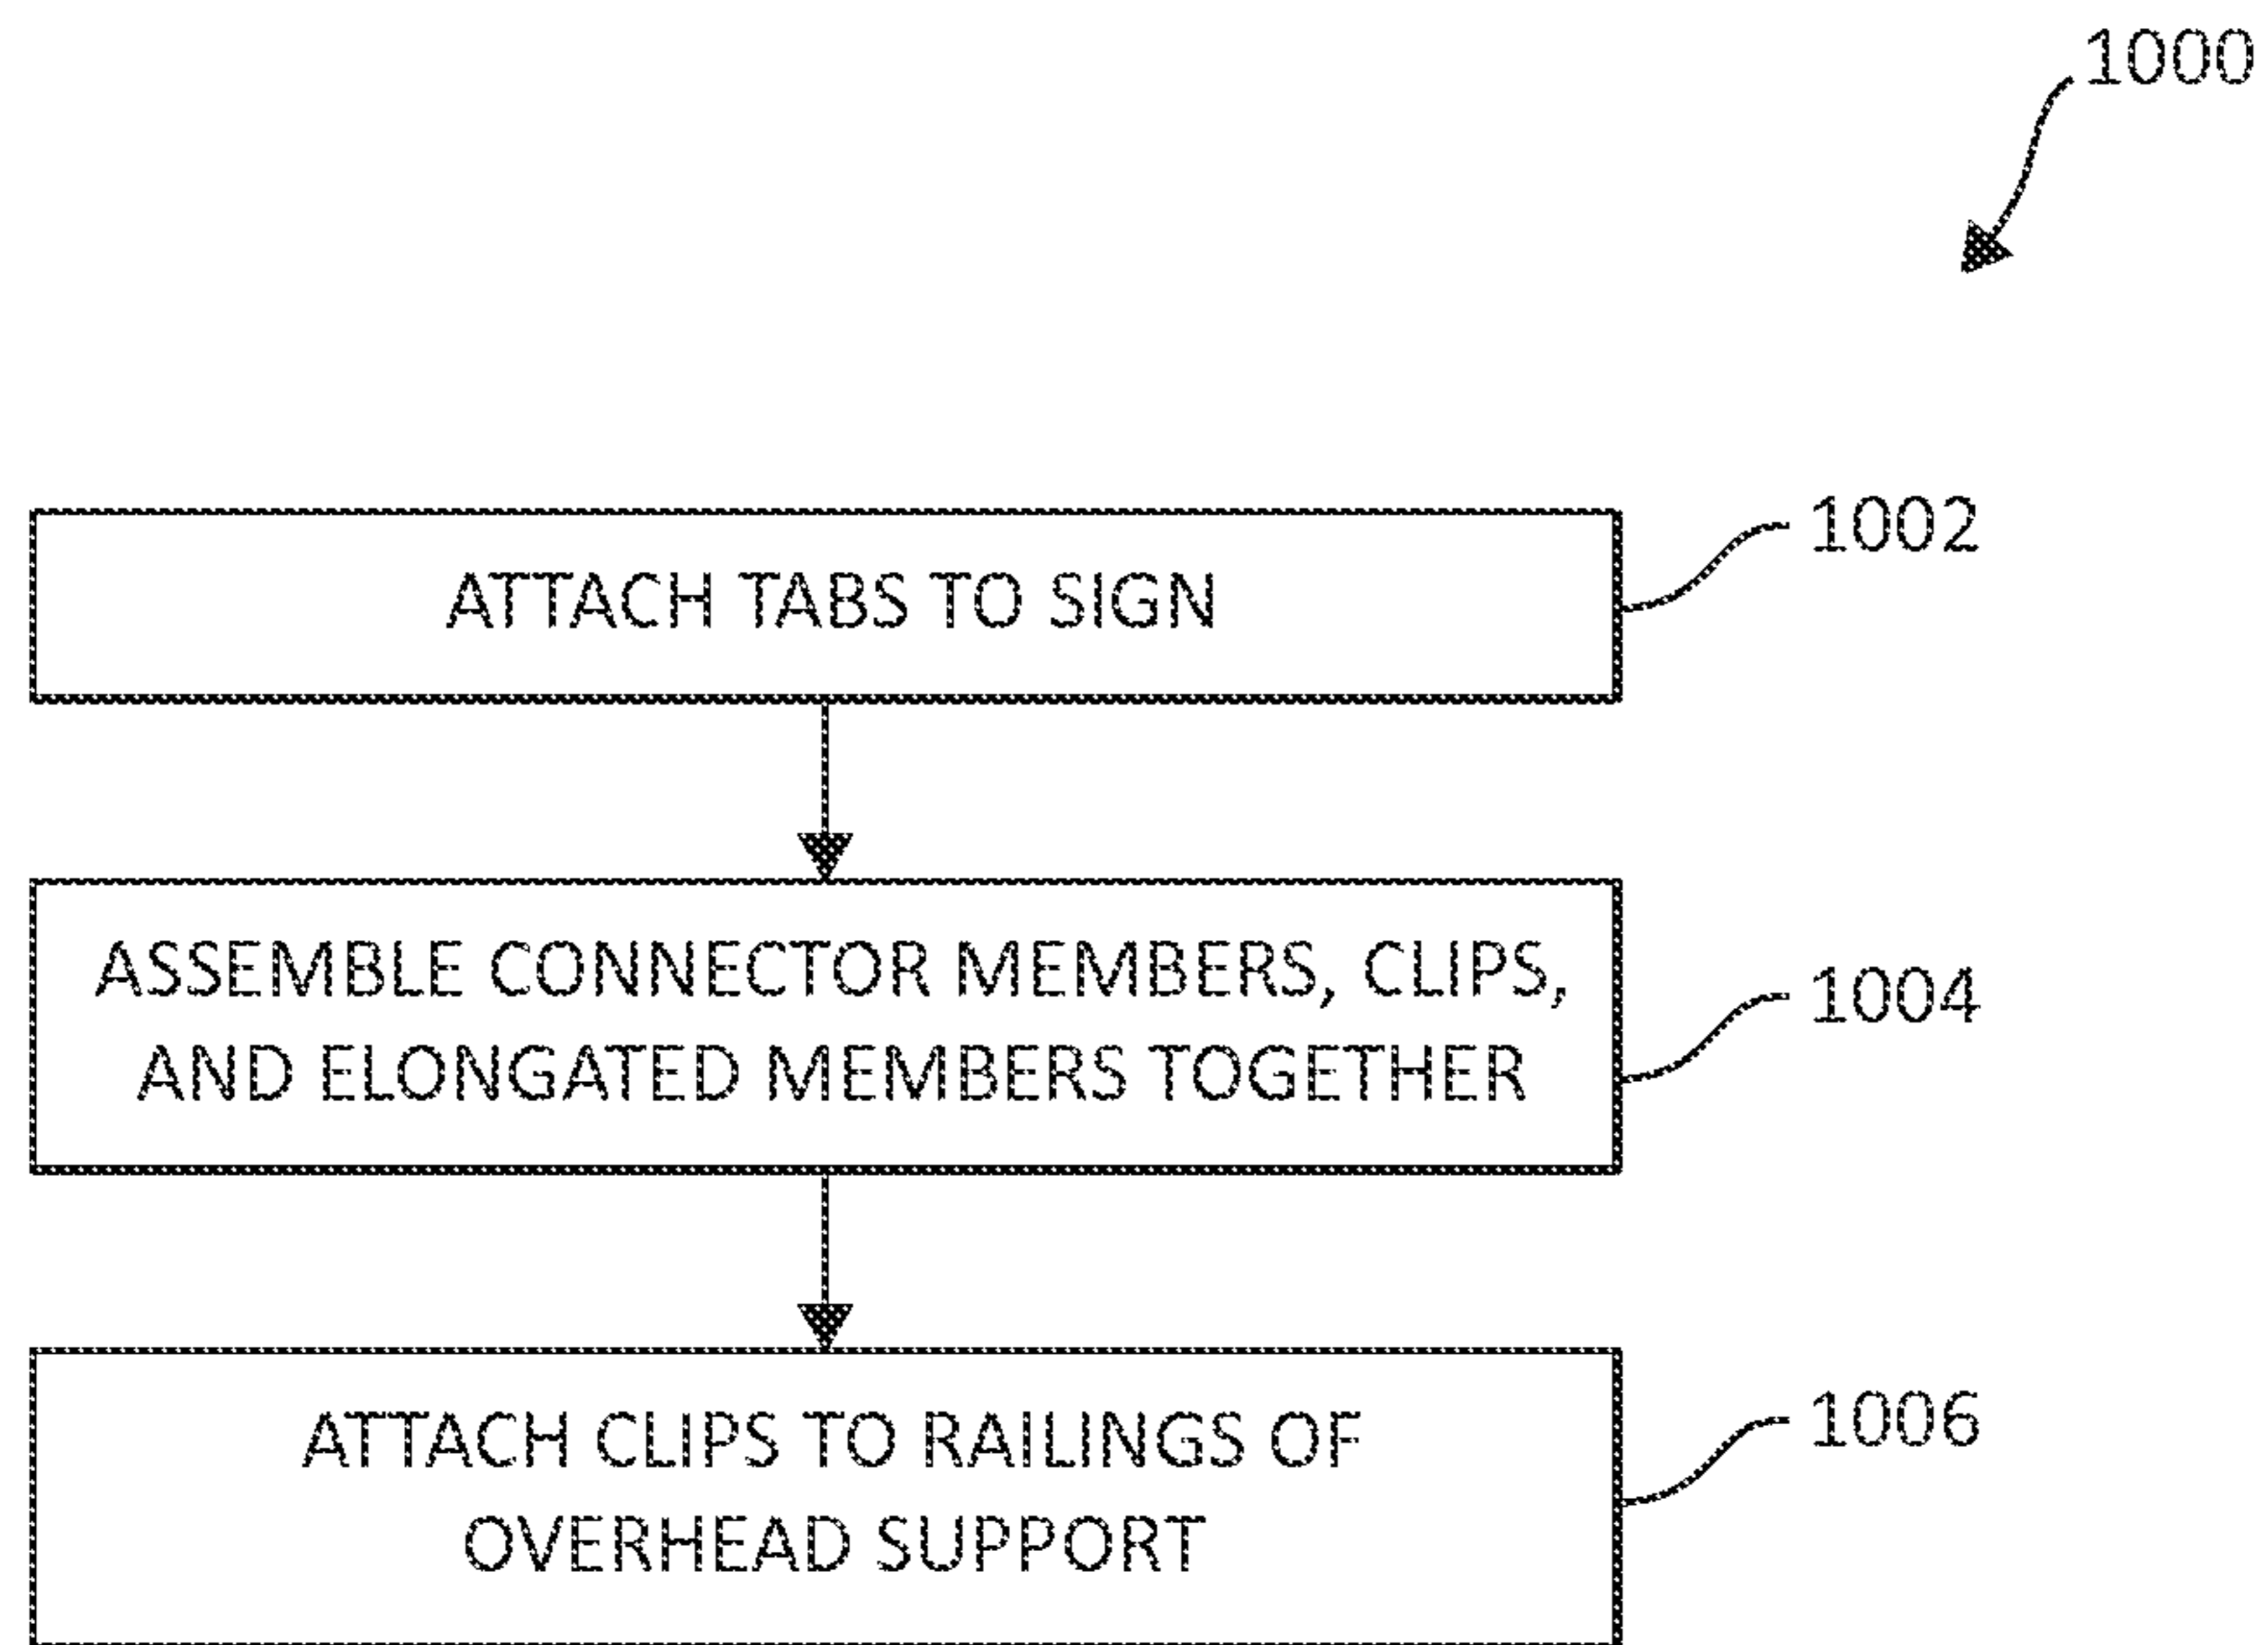 1000
ATTACH TABS TO SIGN
1002
ASSEMBLE CONNECTOR MEMBERS, CLIPS,
AND ELONGATED MEMBERS TOGETHER
1004
ATTACH CLIPS TO RAILINGS OF
OVERHEAD SUPPORT
1006